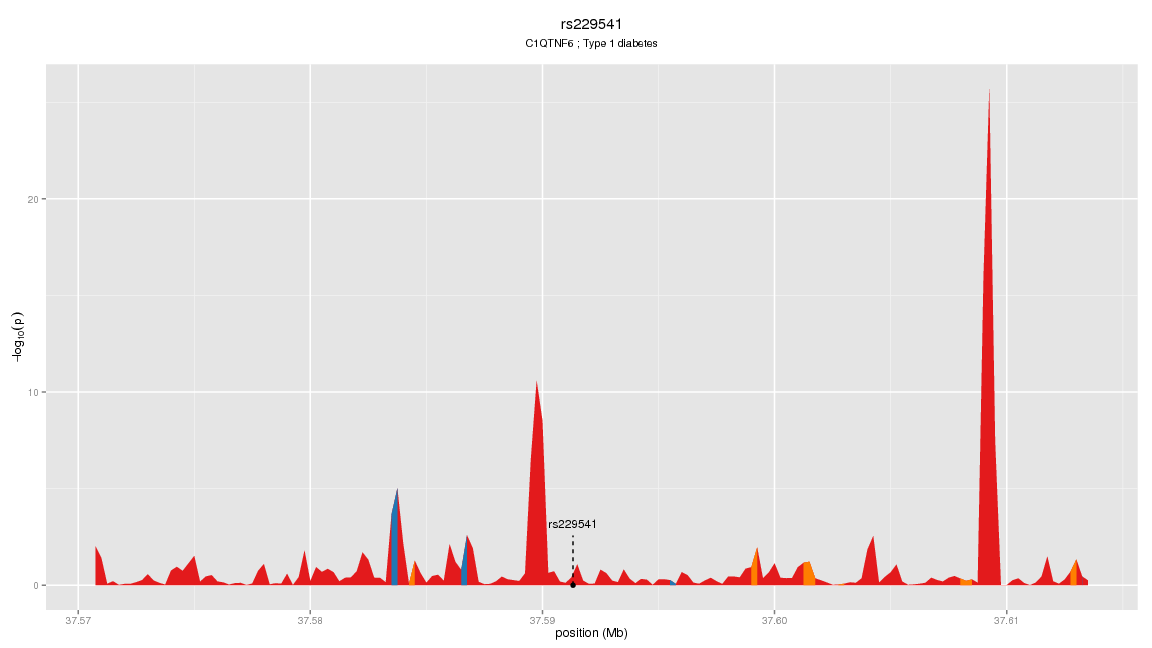 rs229541
C1QTNF6 ; Type 1 diabetes
−log10(p)
20
10
0
rs229541
37.57
37.58
37.59
37.60
37.61
position (Mb)